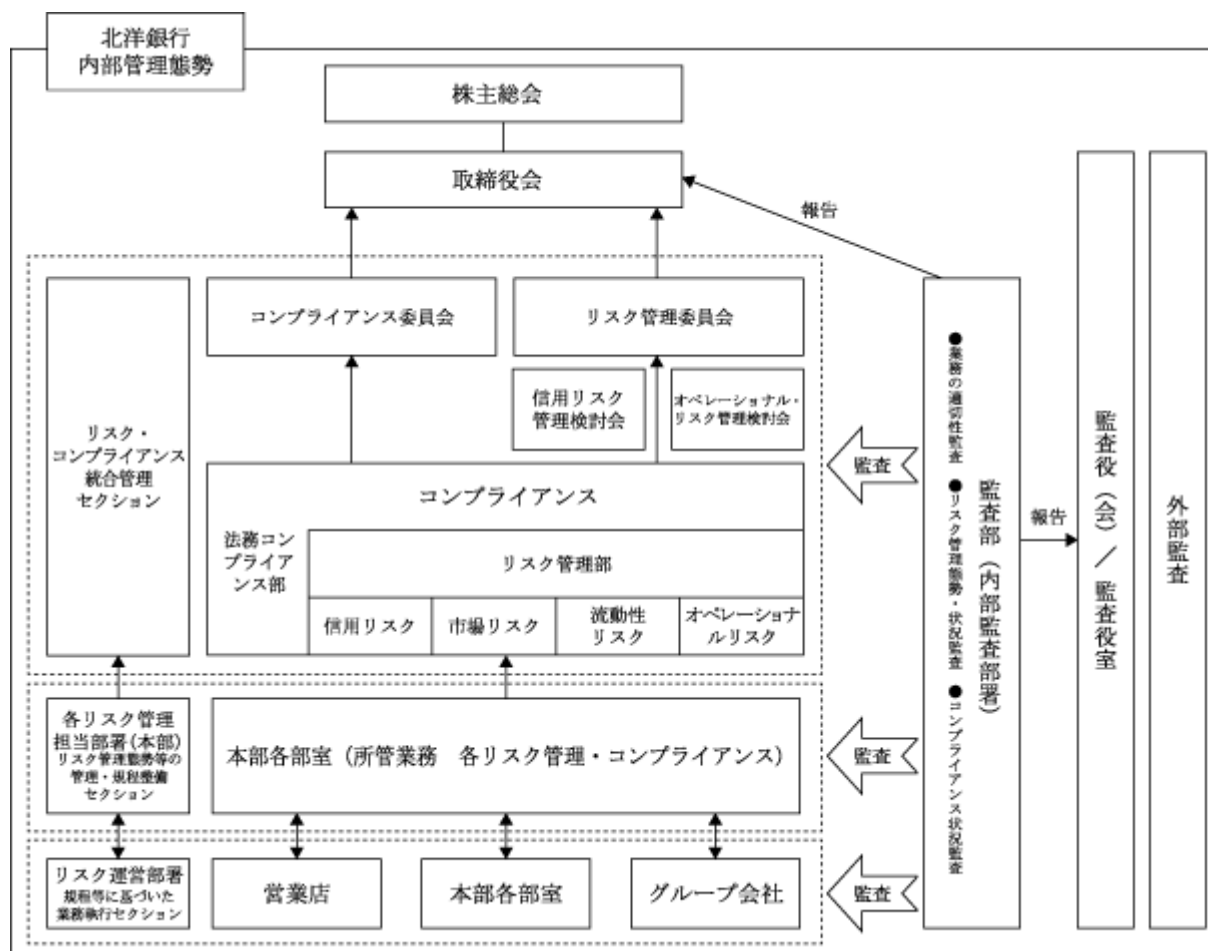 北洋銀行
内部管理態勢
株主総会
取締役会
報告
コンプライアンス委員会
リスク管理委員会
信用リスク
管理検討会
オペレーショナル・
リスク管理検討会
リスク・
コンプライアンス
統合管理
セクション
コンプライアンス
法務コン
プライア
ンス部
リスク管理部
信用リスク
市場リスク
流動性
リスク
オペレーショナ
ルリスク
監査
各リスク管理
担当部署(本部)
リスク管理態勢等の
管理・規程整備
セクション
本部各部室（所管業務　各リスク管理・コンプライアンス）
監査
リスク運営部署
規程等に基づいた
業務執行セクション
営業店
本部各部室
グループ会社
監査
監査部（内部監査部署）
●業務の適切性監査 ●リスク管理態勢・状況監査 ●コンプライアンス状況監査
報告
監査役（会）／監査役室
外部監査